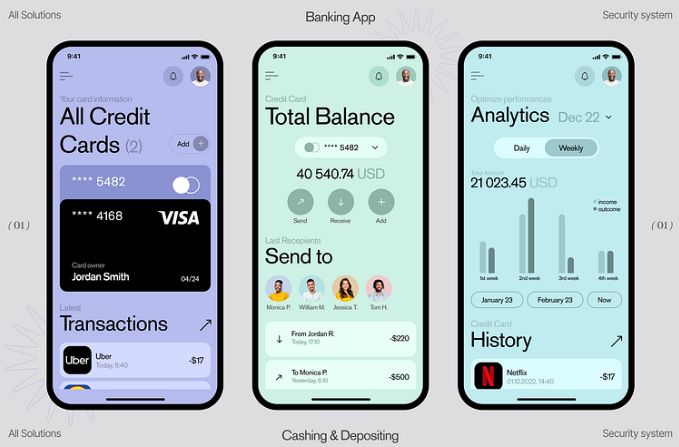 All Solutions
Banking App
Security system
( 01 )
( 01 )
9:41
Your card information
All Credit
Cards (2)
Add +
**** 5482
**** 4168
VISA
Card owner
Jordan Smith
04/24
Latest
Transactions
Uber
Uber
Today, 6:40
-$17
9:41
Credit Card
Total Balance
**** 5482
40 540.74 USD
Send
Receive
Add
Last Recepients
Send to
Monica P.
William M.
Jessica T.
Tom H.
From Jordan R.
Today, 17:10
-$220
To Monica P.
Yesterday, 6:10
-$500
9:41
Optimize performances
Analytics
Dec 22
Daily
Weekly
Total Amount
21 023.45 USD
income
outcome
1st week
2nd week
3rd week
4th week
January 23
February 23
Now
Credit Card
History
N
Netflix
01.12.2022, 14:40
-$17
All Solutions
Cashing & Depositing
Security system